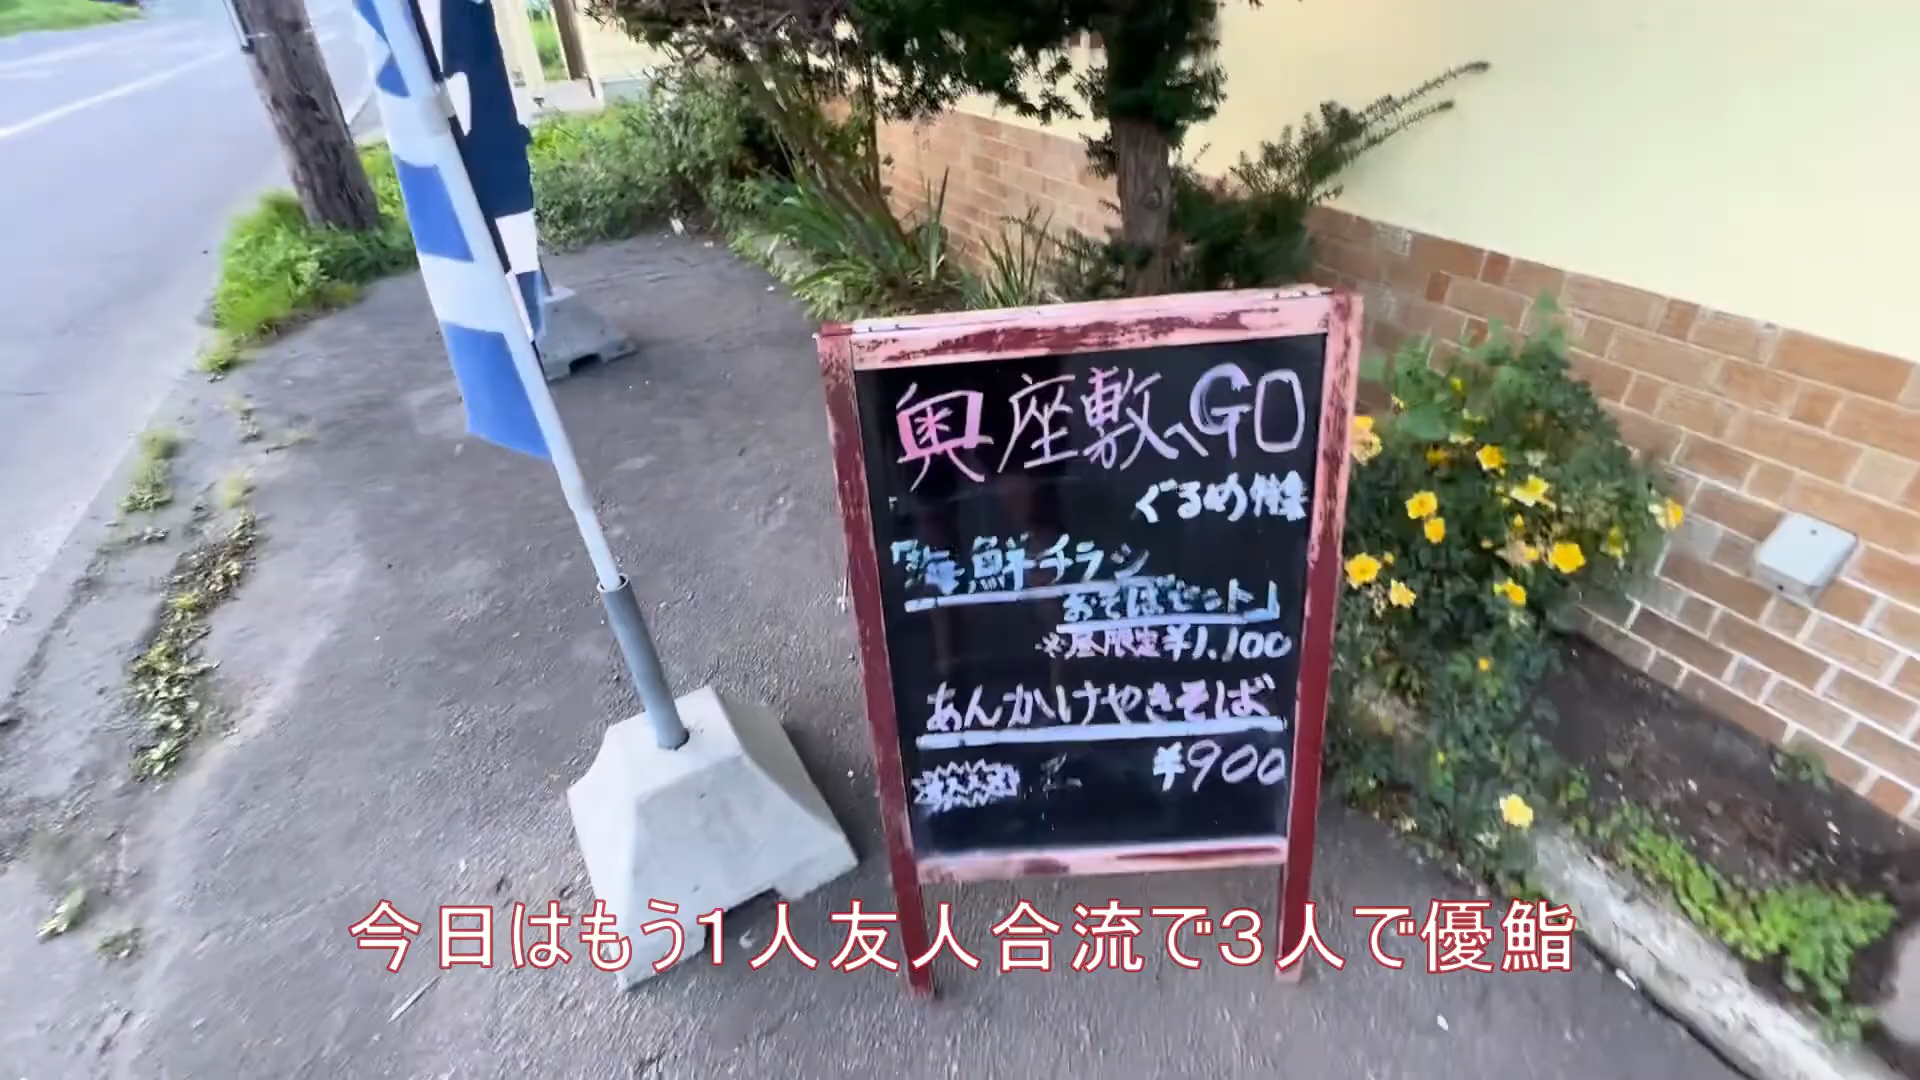 奥座敷へGO
ぐるめ
「海鮮チラシ
おそばセット」
※昼限定¥1,100
あんかけやきそば
¥900
今日はもう1人友人合流で3人で優鮨